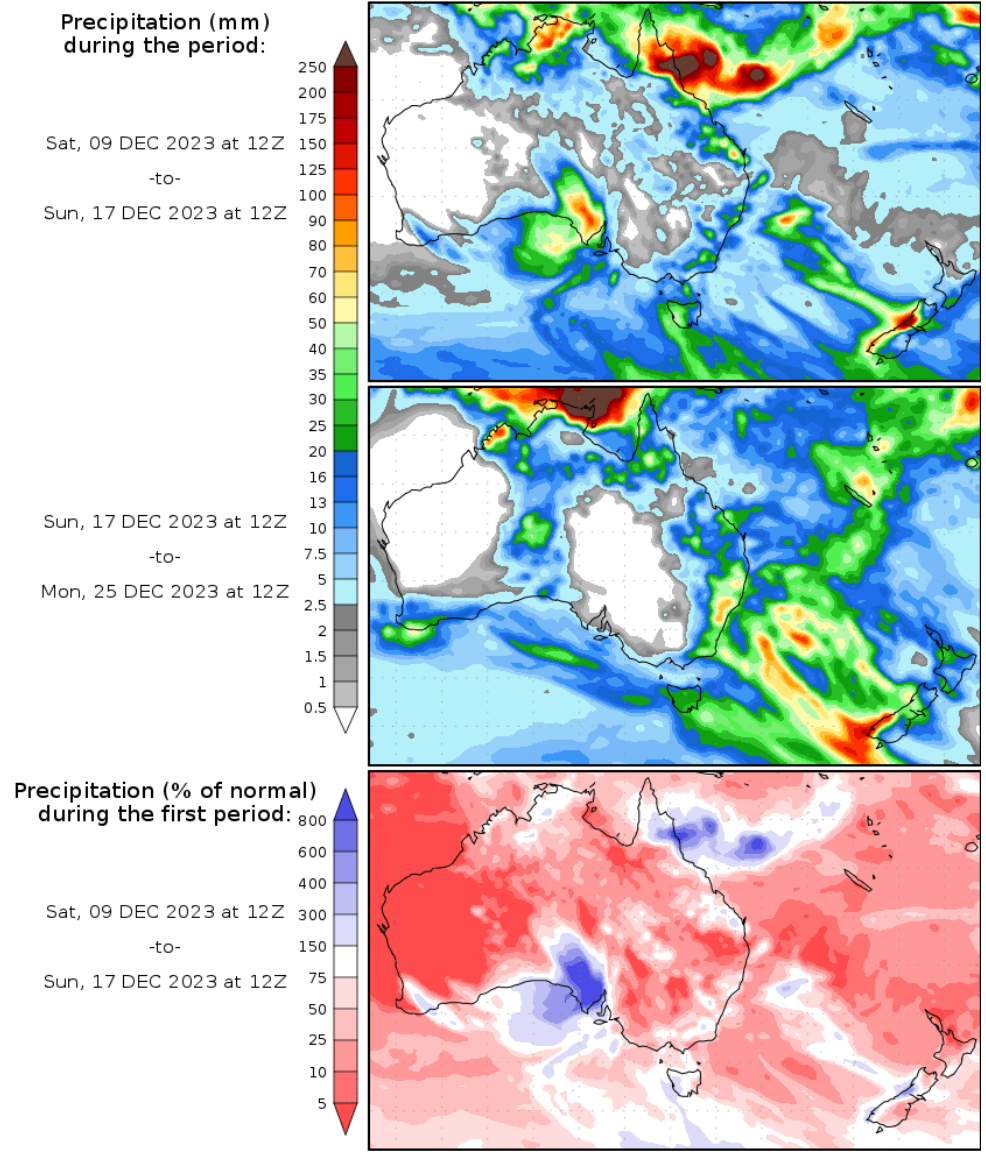 Precipitation (mm)
during the period:
Sat, 09 DEC 2023 at 12Z
-to-
Sun, 17 DEC 2023 at 12Z
250
200
175
150
125
100
90
80
70
60
50
40
35
30
25
20
16
13
10
7.5
5
2.5
2
1.5
1
0.5
Sun, 17 DEC 2023 at 12Z
-to-
Mon, 25 DEC 2023 at 12Z
Precipitation (% of normal)
during the first period:
Sat, 09 DEC 2023 at 12Z
-to-
Sun, 17 DEC 2023 at 12Z
800
600
400
300
150
75
50
25
10
5